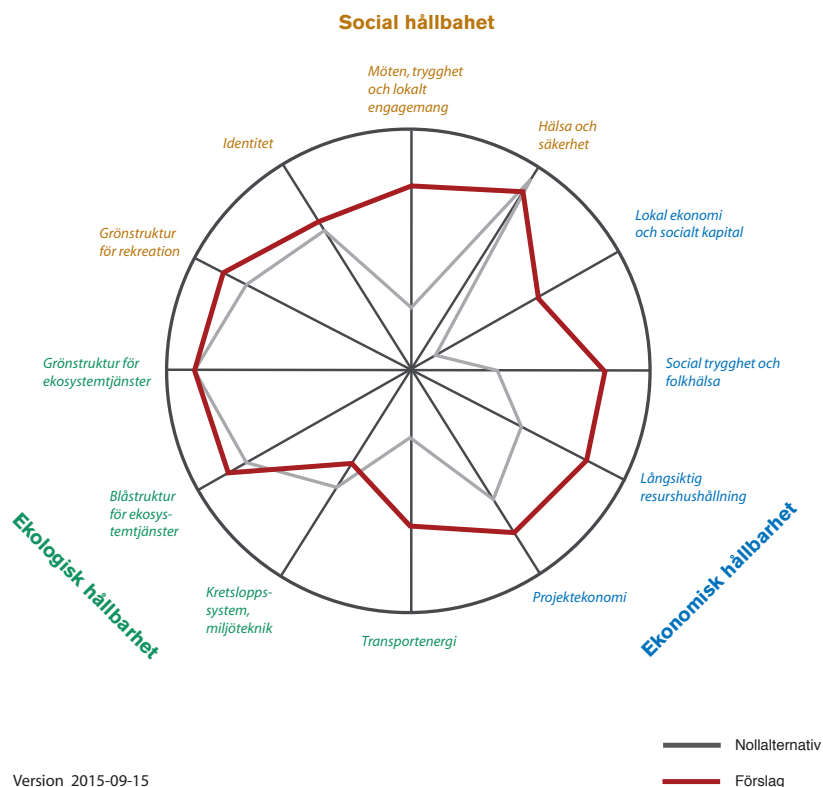 Social hållbahet
Möten, trygghet
och lokalt
engagemang
Hälsa och
säkerhet
Identitet
Lokal ekonomi
och socialt kapital
Grönstruktur
för rekreation
Grönstruktur för
ekosystemtjänster
Social trygghet och
folkhälsa
Långsiktig
resurshushållning
Blåstruktur
för ekosys-
temtjänster
Ekologisk hållbarhet
Ekonomisk hållbarhet
Kretslopps-
system,
miljöteknik
Projektekonomi
Transportenergi
Nollalternativ
Version 2015-09-15
Förslag